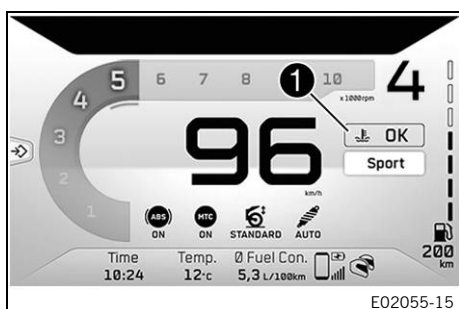 5 6 7 8 10 4
4 x1000rpm
1 OK
3 96 Sport
2 km/h
1
(ABS) MTC
ON ON STANDARD AUTO
Time Temp. Ø Fuel Con. 200
10:24 12°C 5,3 L/100km km
E02055-15